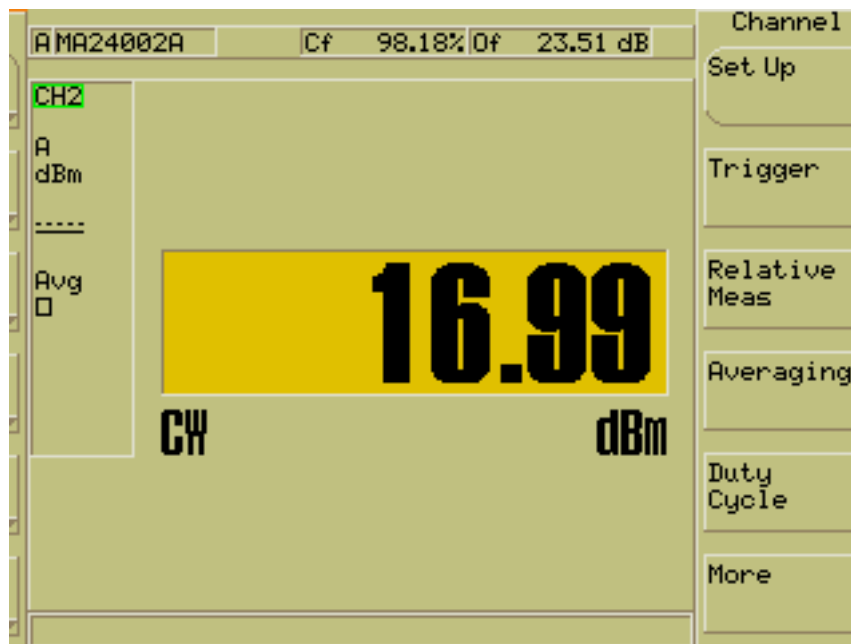 Channel
A MA24002A Cf 98.18% Of 23.51 dB
Set Up
CH2
A
dBm
-----
Avg
Trigger
Relative
Meas
16.99
Averaging
CW dBm
Duty
Cycle
More